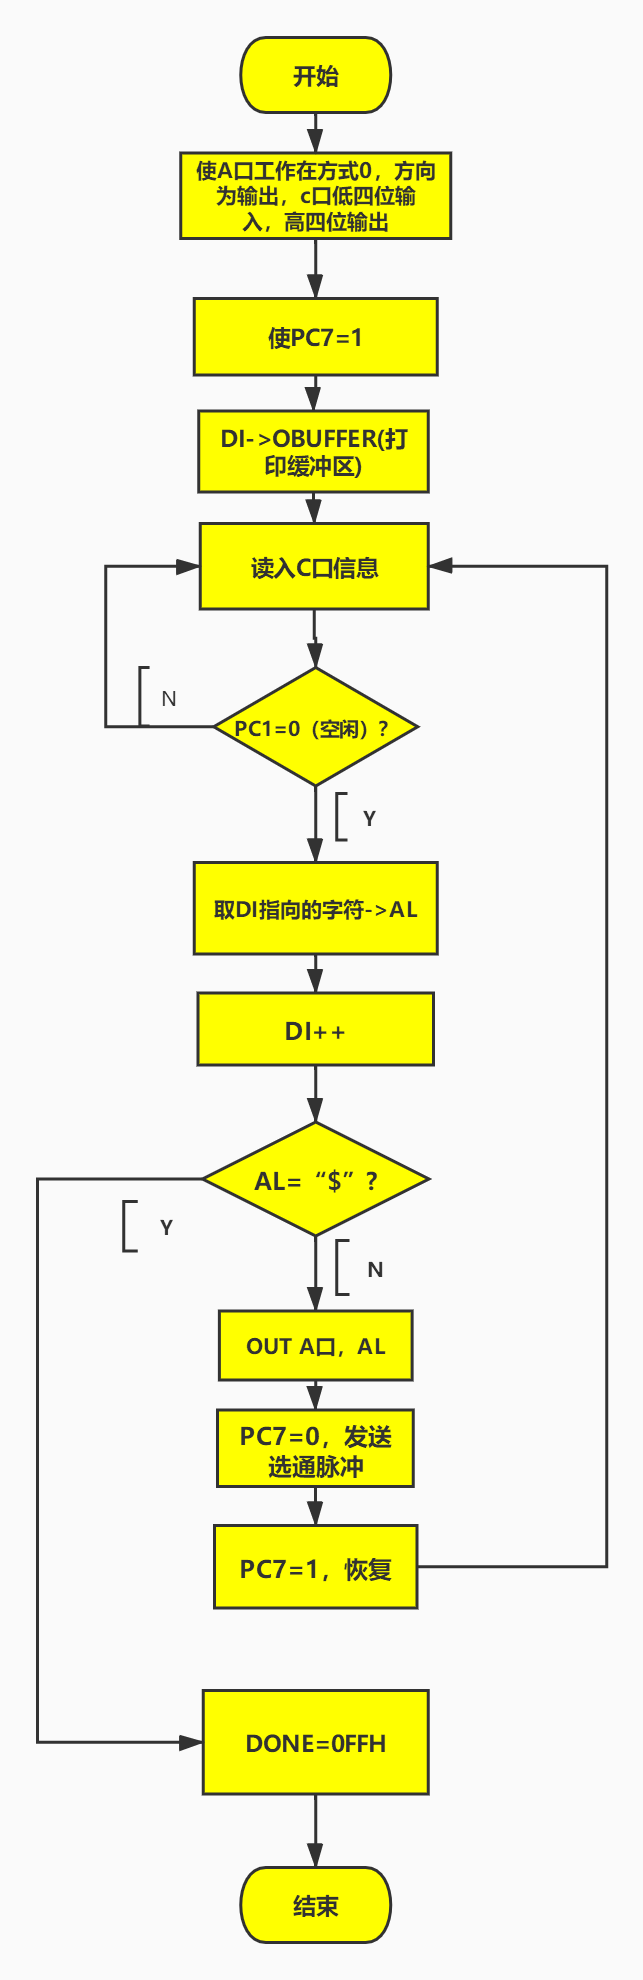 开始
使A口工作在方式0，方向
为输出，c口低四位输
入，高四位输出
使PC7=1
DI->OBUFFER(打
印缓冲区)
读入C口信息
N
PC1=0（空闲）？
Y
取DI指向的字符->AL
DI++
AL=“$”？
Y
N
OUT A口，AL
PC7=0，发送
选通脉冲
PC7=1，恢复
DONE=0FFH
结束